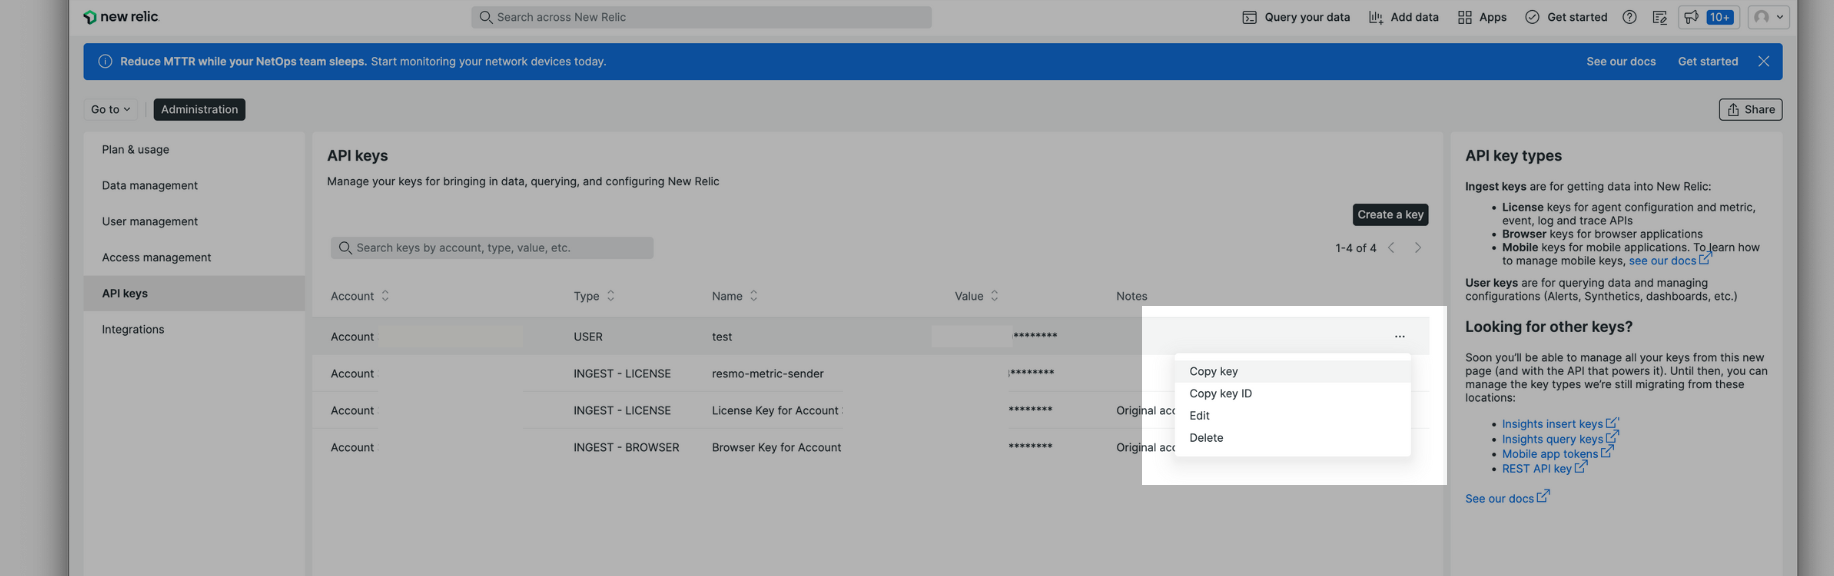 new relic
Search across New Relic
Query your data
Add data
Apps
Get started
10+
Reduce MTTR while your NetOps team sleeps. Start monitoring your network devices today.
See our docs
Get started
Go to
Administration
Share
Plan & usage
Data management
User management
Access management
API keys
Integrations
API keys
Manage your keys for bringing in data, querying, and configuring New Relic
Create a key
Search keys by account, type, value, etc.
1-4 of 4
Account Type Name Value Notes
Account USER test ********
Account INGEST - LICENSE resmo-metric-sender ********
Account INGEST - LICENSE License Key for Account ******** Original
Account INGEST - BROWSER Browser Key for Account ******** Original
...
Copy key
Copy key ID
Edit
Delete
API key types
Ingest keys are for getting data into New Relic:
• License keys for agent configuration and metric,
event, log and trace APIs
• Browser keys for browser applications
• Mobile keys for mobile applications. To learn how
to manage mobile keys, see our docs
User keys are for querying data and managing
configurations (Alerts, Synthetics, dashboards, etc.)
Looking for other keys?
Soon you'll be able to manage all your keys from this new
page (and with the API that powers it). Until then, you can
manage the key types we're still migrating from these
locations:
• Insights insert keys
• Insights query keys
• Mobile app tokens
• REST API key
See our docs